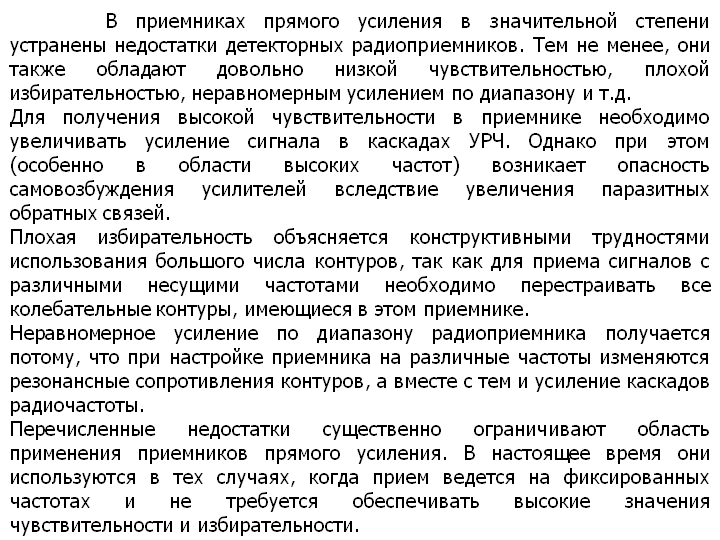 В приемниках прямого усиления в значительной степени
устранены недостатки детекторных радиоприемников. Тем не менее, они
также обладают довольно низкой чувствительностью, плохой
избирательностью, неравномерным усилением по диапазону и т.д.
Для получения высокой чувствительности в приемнике необходимо
увеличивать усиление сигнала в каскадах УРЧ. Однако при этом
(особенно в области высоких частот) возникает опасность
самовозбуждения усилителей вследствие увеличения паразитных
обратных связей.
Плохая избирательность объясняется конструктивными трудностями
использования большого числа контуров, так как для приема сигналов с
различными несущими частотами необходимо перестраивать все
колебательные контуры, имеющиеся в этом приемнике.
Неравномерное усиление по диапазону радиоприемника получается
потому, что при настройке приемника на различные частоты изменяются
резонансные сопротивления контуров, а вместе с тем и усиление каскадов
радиочастоты.
Перечисленные недостатки существенно ограничивают область
применения приемников прямого усиления. В настоящее время они
используются в тех случаях, когда прием ведется на фиксированных
частотах и не требуется обеспечивать высокие значения
чувствительности и избирательности.